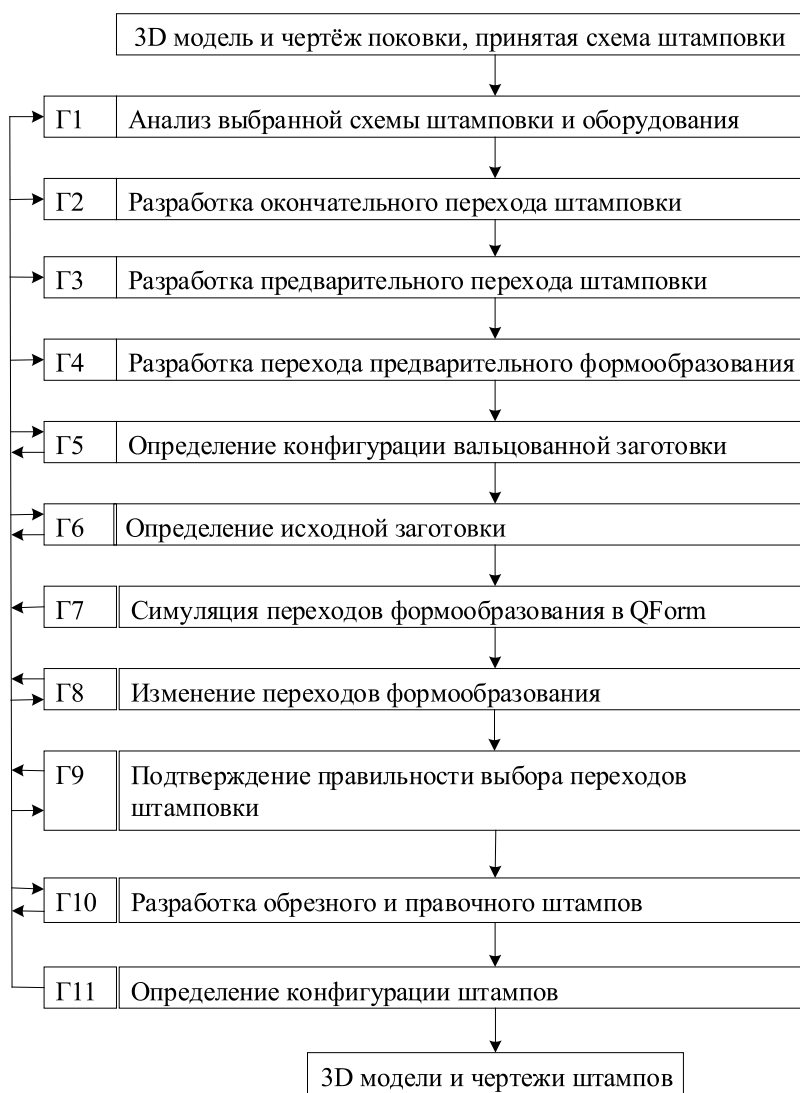 3D модель и чертёж поковки, принятая схема штамповки
Г1 Анализ выбранной схемы штамповки и оборудования
Г2 Разработка окончательного перехода штамповки
Г3 Разработка предварительного перехода штамповки
Г4 Разработка перехода предварительного формообразования
Г5 Определение конфигурации вальцованной заготовки
Г6 Определение исходной заготовки
Г7 Симуляция переходов формообразования в QForm
Г8 Изменение переходов формообразования
Г9 Подтверждение правильности выбора переходов
штамповки
Г10 Разработка обрезного и правочного штампов
Г11 Определение конфигурации штампов
3D модели и чертежи штампов